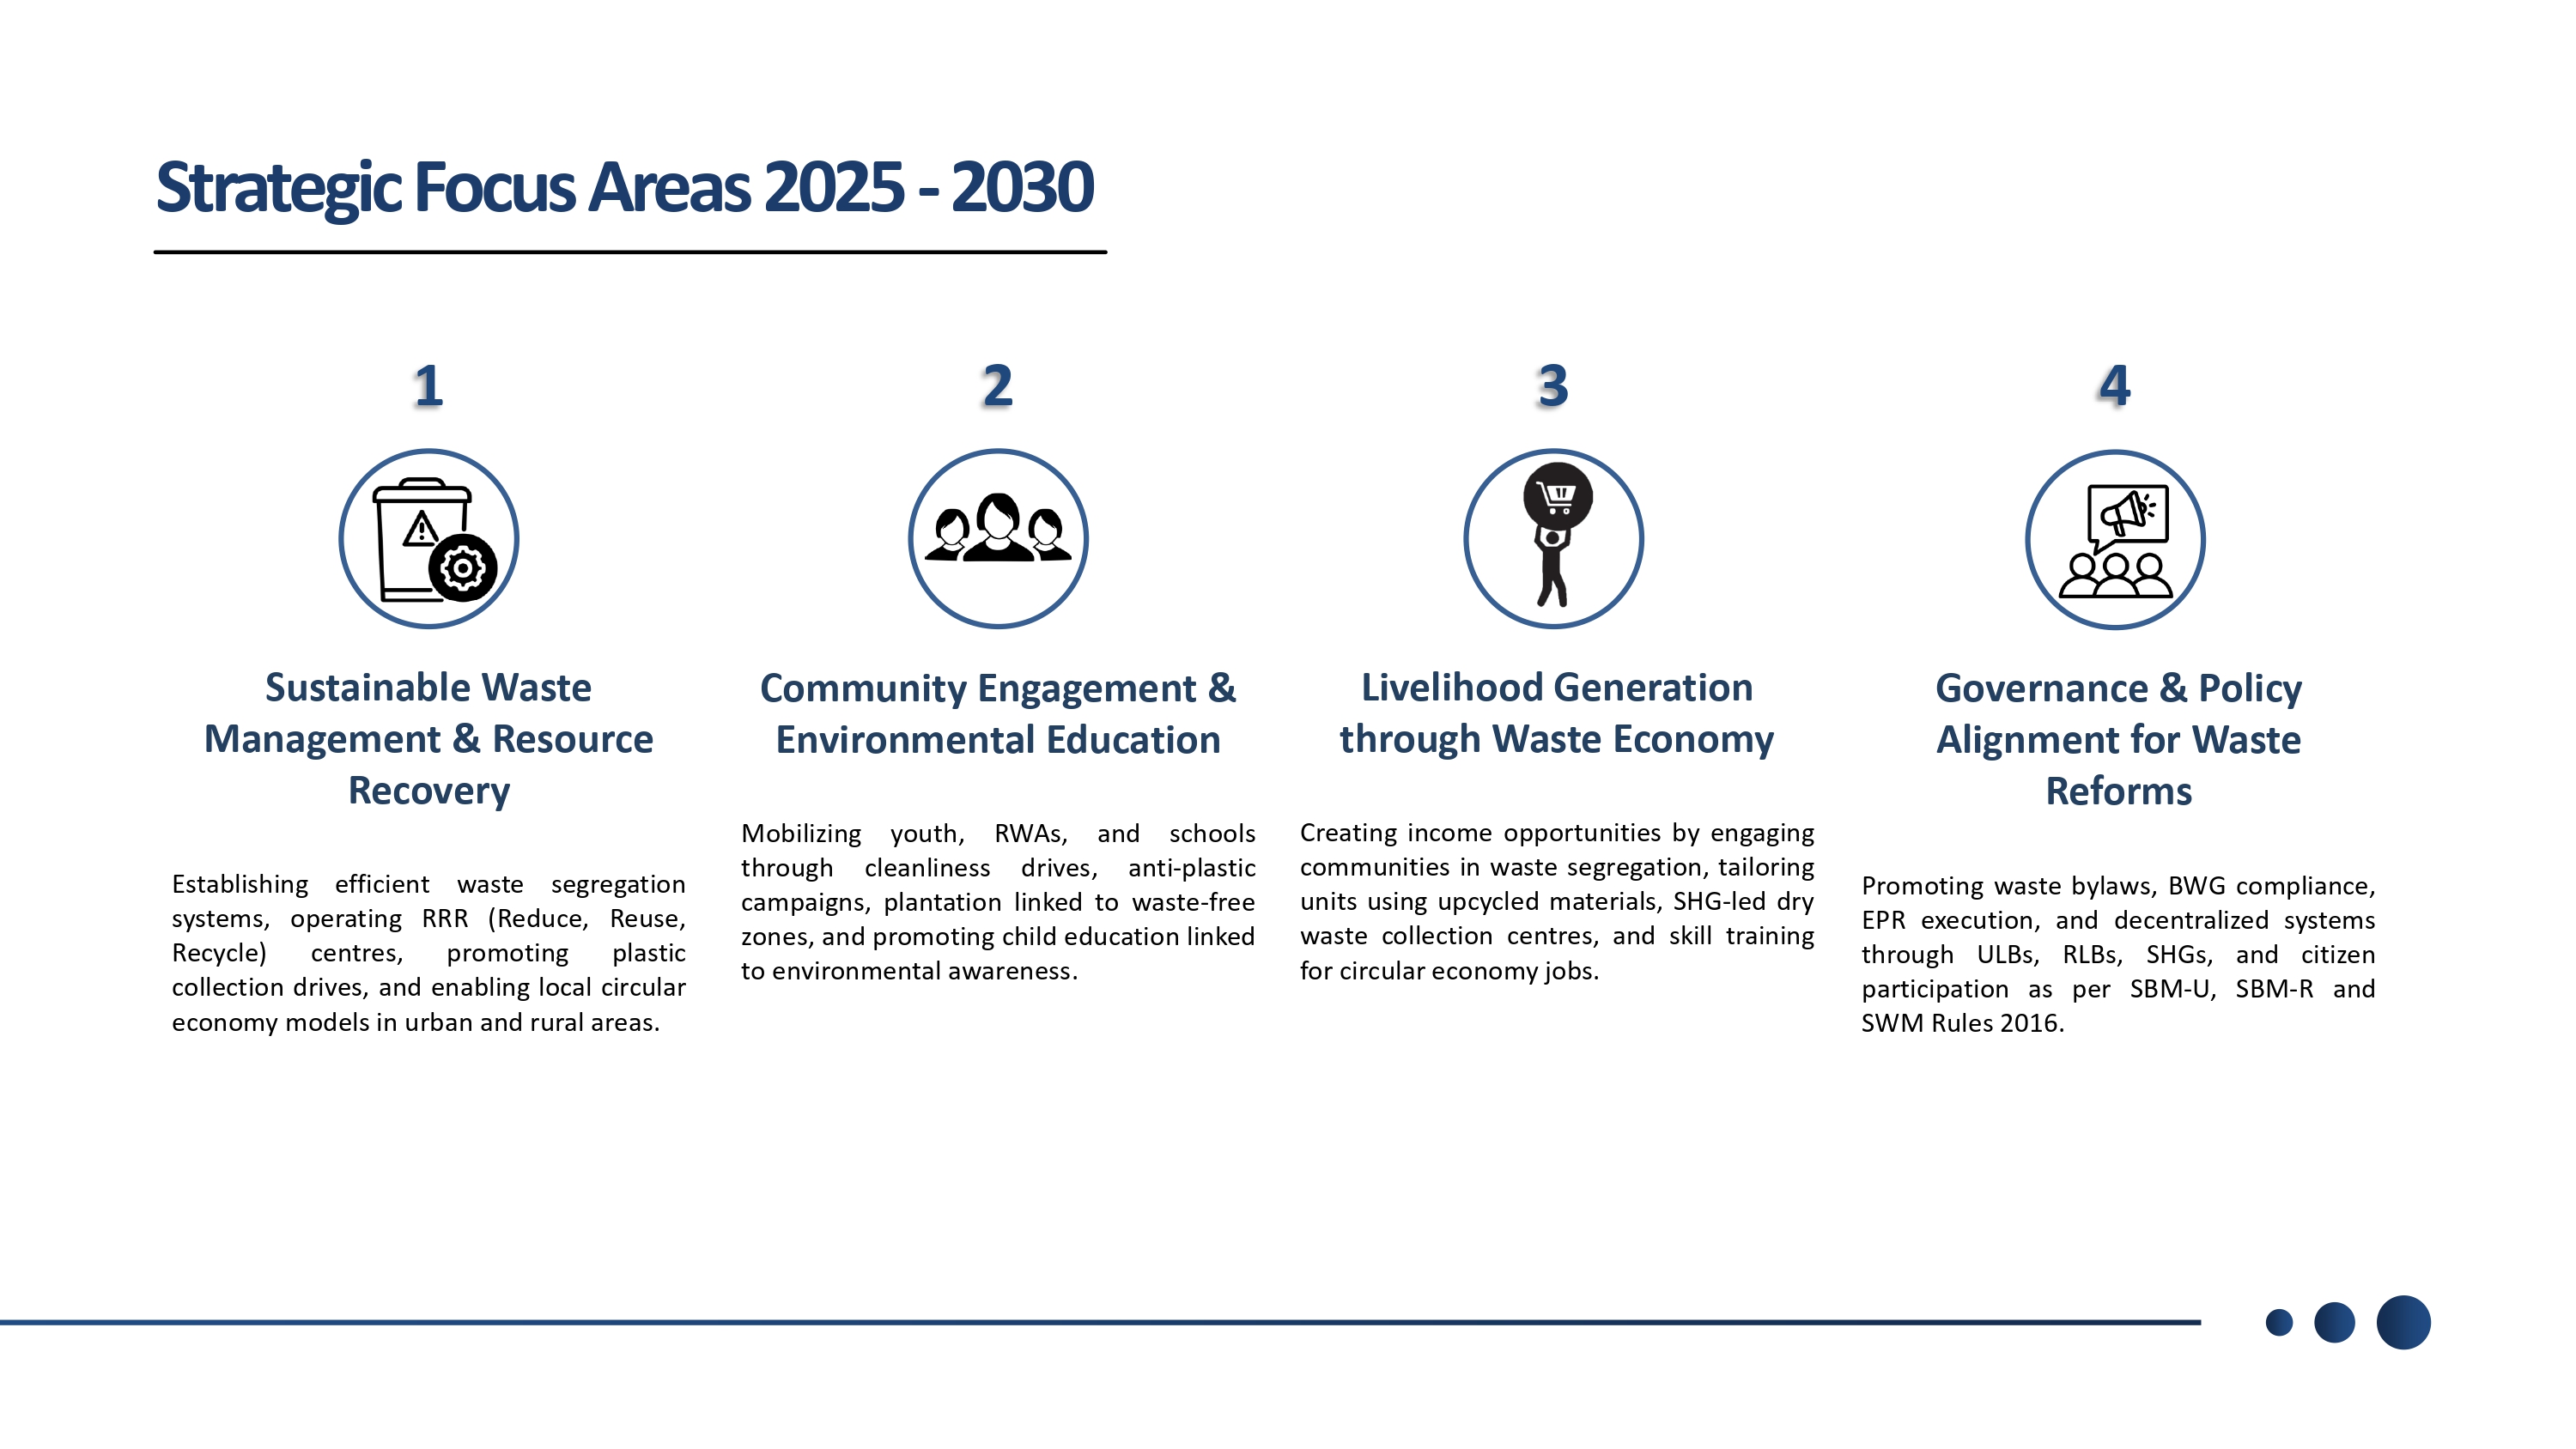 Strategic Focus Areas 2025 - 2030
1
Sustainable Waste
Management & Resource
Recovery
Establishing efficient waste segregation
systems, operating RRR (Reduce, Reuse,
Recycle) centres, promoting plastic
collection drives, and enabling local circular
economy models in urban and rural areas.
2
Community Engagement &
Environmental Education
Mobilizing youth, RWAs, and schools
through cleanliness drives, anti-plastic
campaigns, plantation linked to waste-free
zones, and promoting child education linked
to environmental awareness.
3
Livelihood Generation
through Waste Economy
Creating income opportunities by engaging
communities in waste segregation, tailoring
units using upcycled materials, SHG-led dry
waste collection centres, and skill training
for circular economy jobs.
4
Governance & Policy
Alignment for Waste
Reforms
Promoting waste bylaws, BWG compliance,
EPR execution, and decentralized systems
through ULBs, RLBs, SHGs, and citizen
participation as per SBM-U, SBM-R and
SWM Rules 2016.